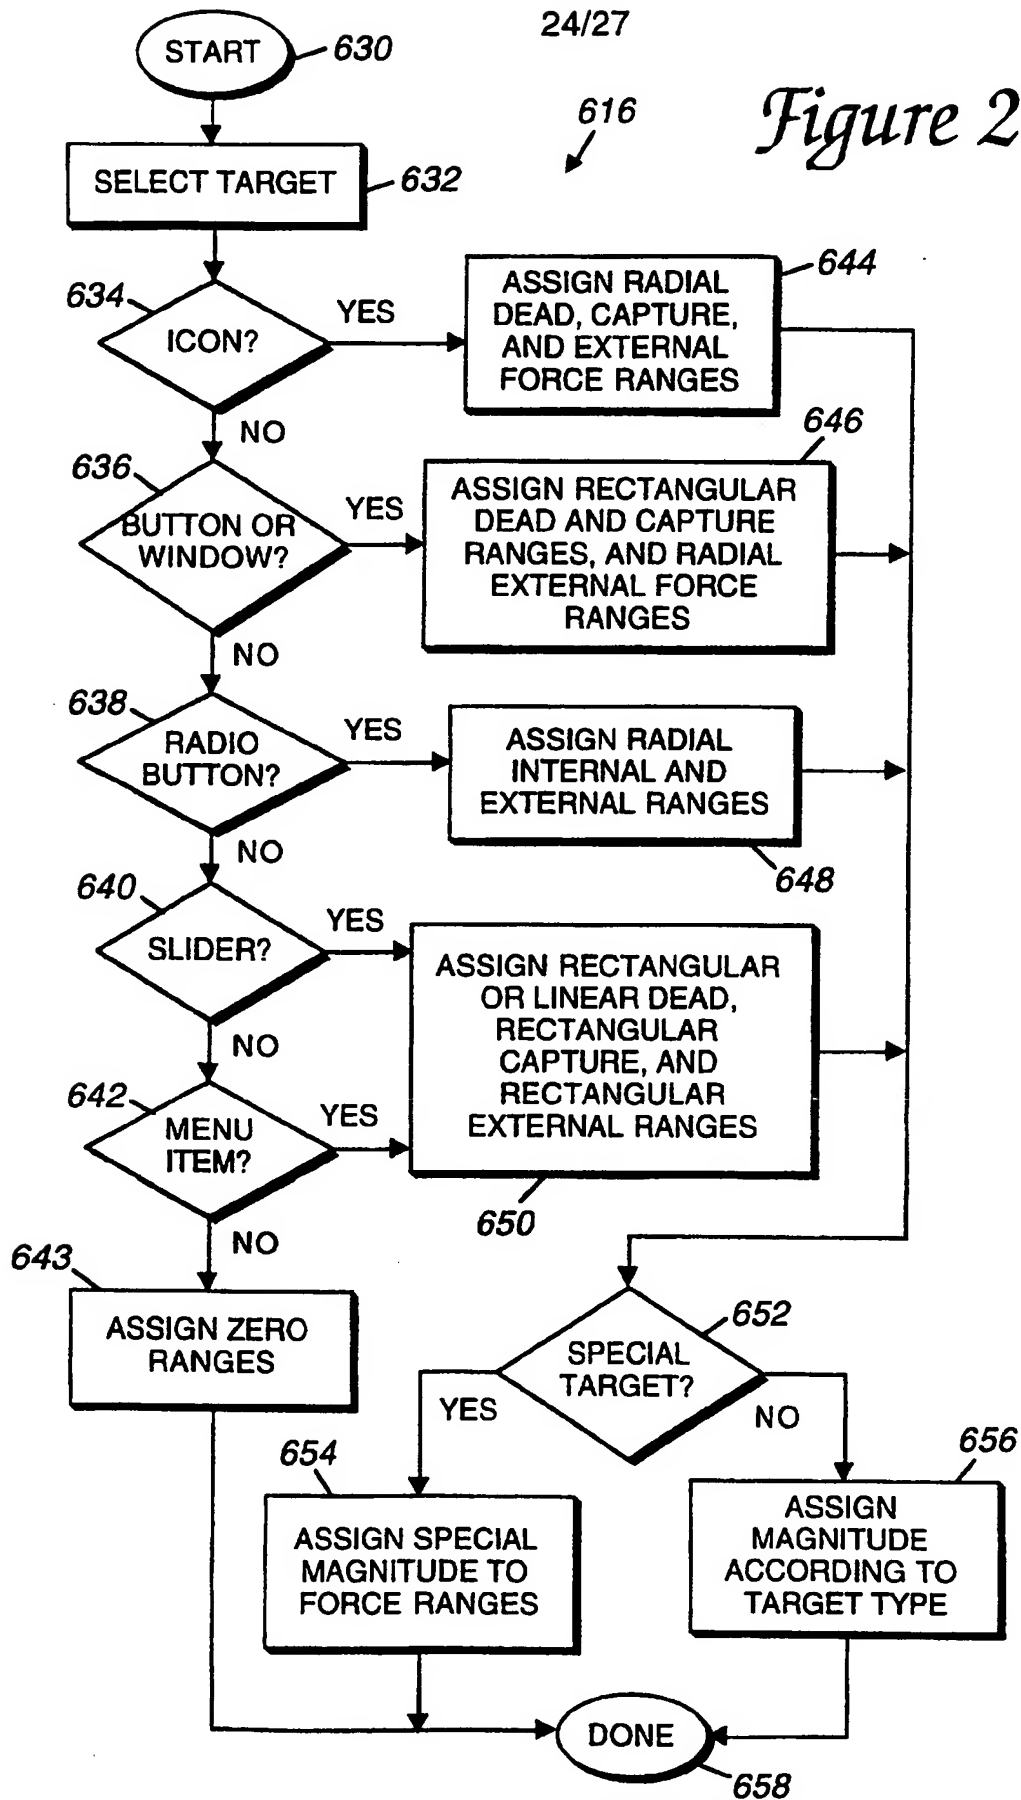 24/27
Figure 2
616
START
630
SELECT TARGET
632
634
ICON?
YES
NO
ASSIGN RADIAL
DEAD, CAPTURE,
AND EXTERNAL
FORCE RANGES
644
636
BUTTON OR
WINDOW?
YES
NO
646
ASSIGN RECTANGULAR
DEAD AND CAPTURE
RANGES, AND RADIAL
EXTERNAL FORCE
RANGES
638
RADIO
BUTTON?
YES
NO
ASSIGN RADIAL
INTERNAL AND
EXTERNAL RANGES
648
640
SLIDER?
YES
NO
ASSIGN RECTANGULAR
OR LINEAR DEAD,
RECTANGULAR
CAPTURE, AND
RECTANGULAR
EXTERNAL RANGES
650
642
MENU
ITEM?
YES
NO
643
ASSIGN ZERO
RANGES
652
SPECIAL
TARGET?
YES
NO
654
ASSIGN SPECIAL
MAGNITUDE TO
FORCE RANGES
656
ASSIGN
MAGNITUDE
ACCORDING TO
TARGET TYPE
DONE
658